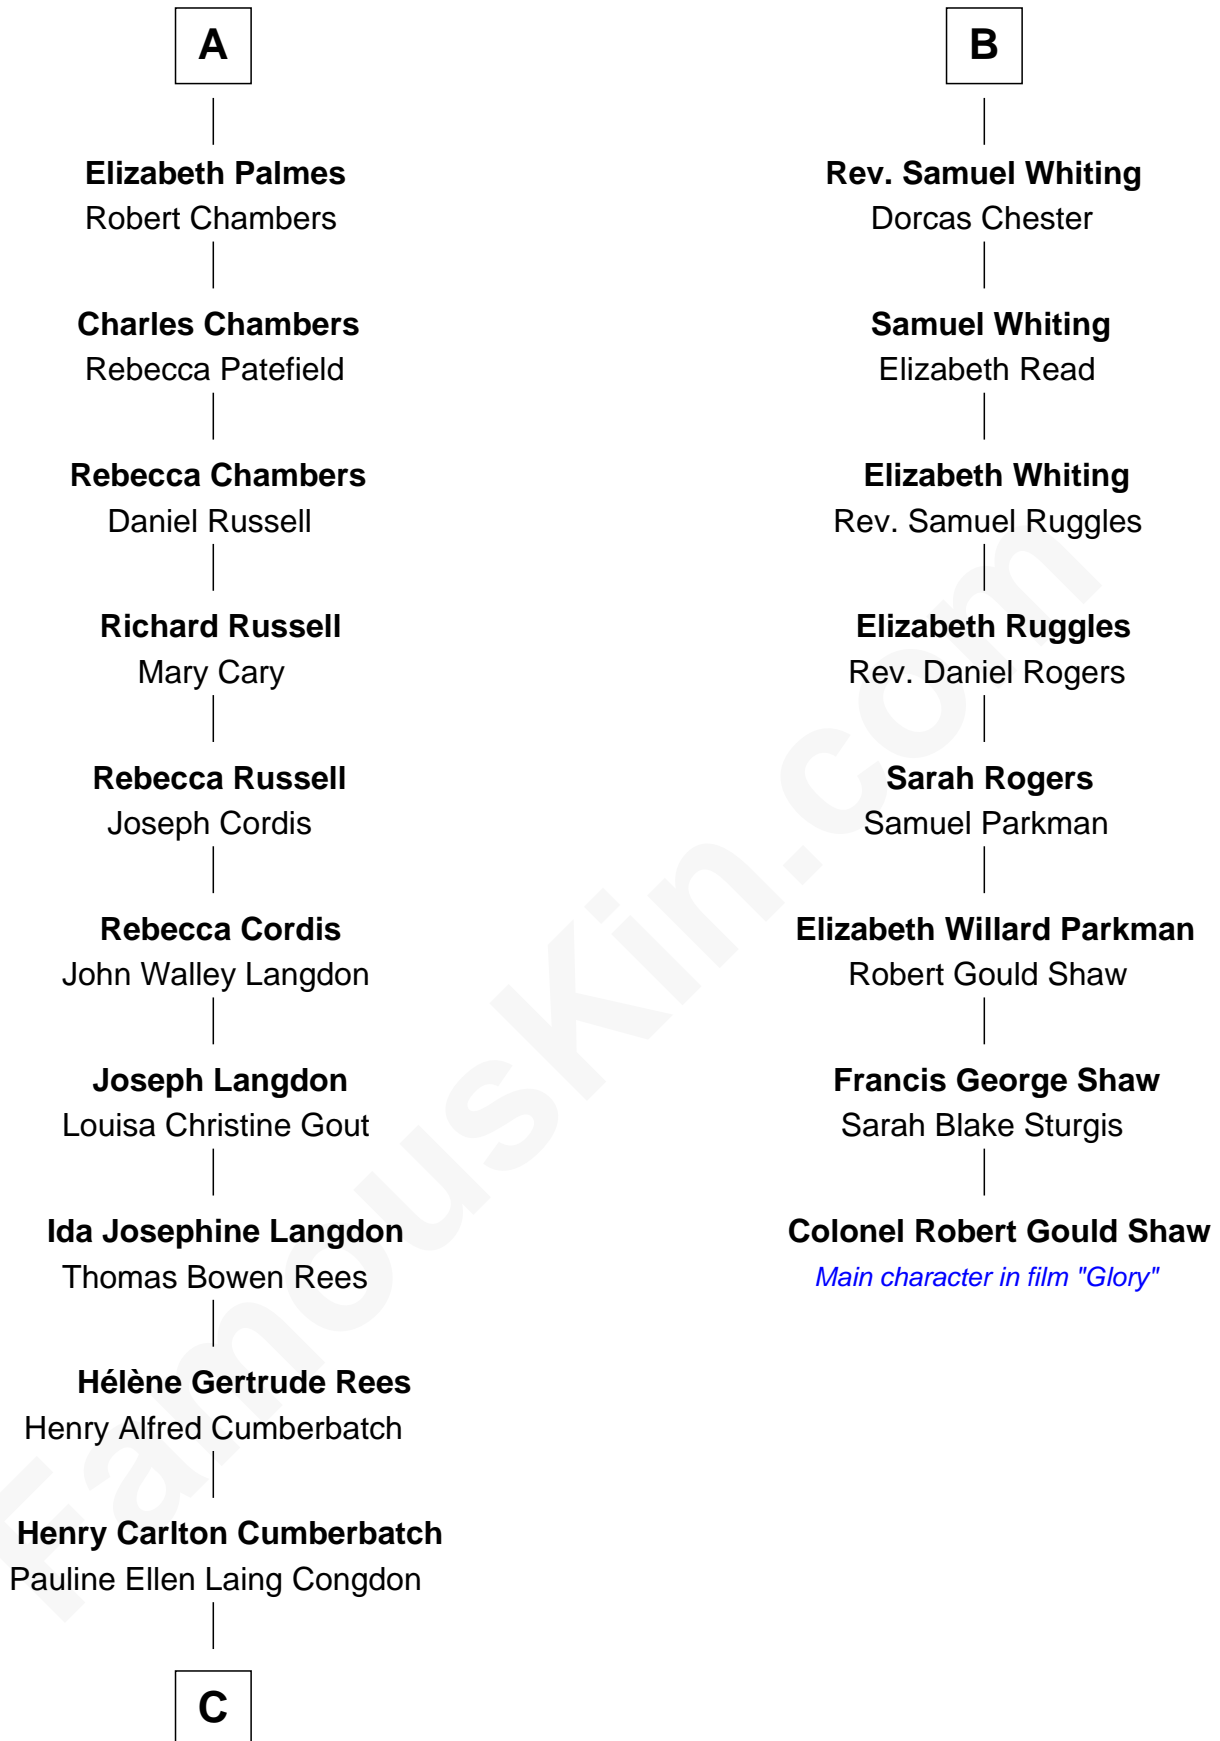 A
Elizabeth Palmes
Robert Chambers
Charles Chambers
Rebecca Patefield
Rebecca Chambers
Daniel Russell
Richard Russell
Mary Cary
Rebecca Russell
Joseph Cordis
Rebecca Cordis
John Walley Langdon
Joseph Langdon
Louisa Christine Gout
Ida Josephine Langdon
Thomas Bowen Rees
Hélène Gertrude Rees
Henry Alfred Cumberbatch
Henry Carlton Cumberbatch
Pauline Ellen Laing Congdon
C
B
Rev. Samuel Whiting
Dorcas Chester
Samuel Whiting
Elizabeth Read
Elizabeth Whiting
Rev. Samuel Ruggles
Elizabeth Ruggles
Rev. Daniel Rogers
Sarah Rogers
Samuel Parkman
Elizabeth Willard Parkman
Robert Gould Shaw
Francis George Shaw
Sarah Blake Sturgis
Colonel Robert Gould Shaw
Main character in film "Glory"
FamousKin.com